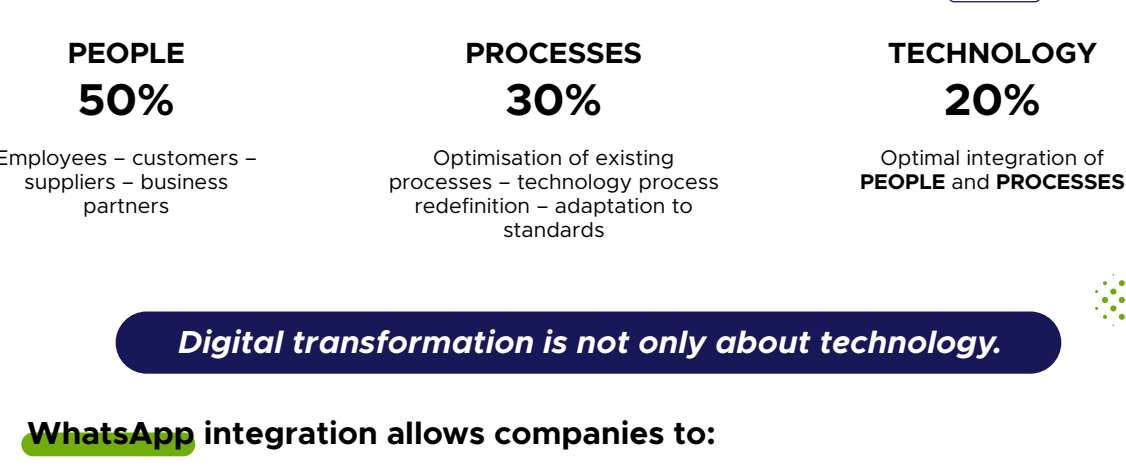 PEOPLE
50%
Employees – customers –
suppliers – business
partners
PROCESSES
30%
Optimisation of existing
processes – technology process
redefinition – adaptation to
standards
TECHNOLOGY
20%
Optimal integration of
PEOPLE and PROCESSES
Digital transformation is not only about technology.
WhatsApp integration allows companies to: